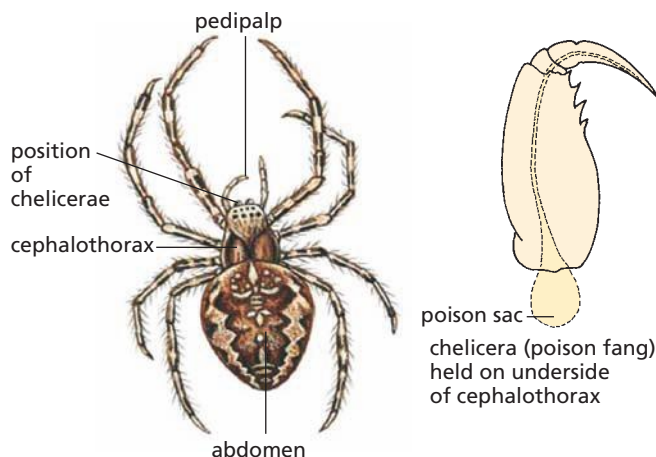 pedipalp
position
of
chelicerae
cephalothorax
abdomen
poison sac
chelicera (poison fang)
held on underside
of cephalothorax